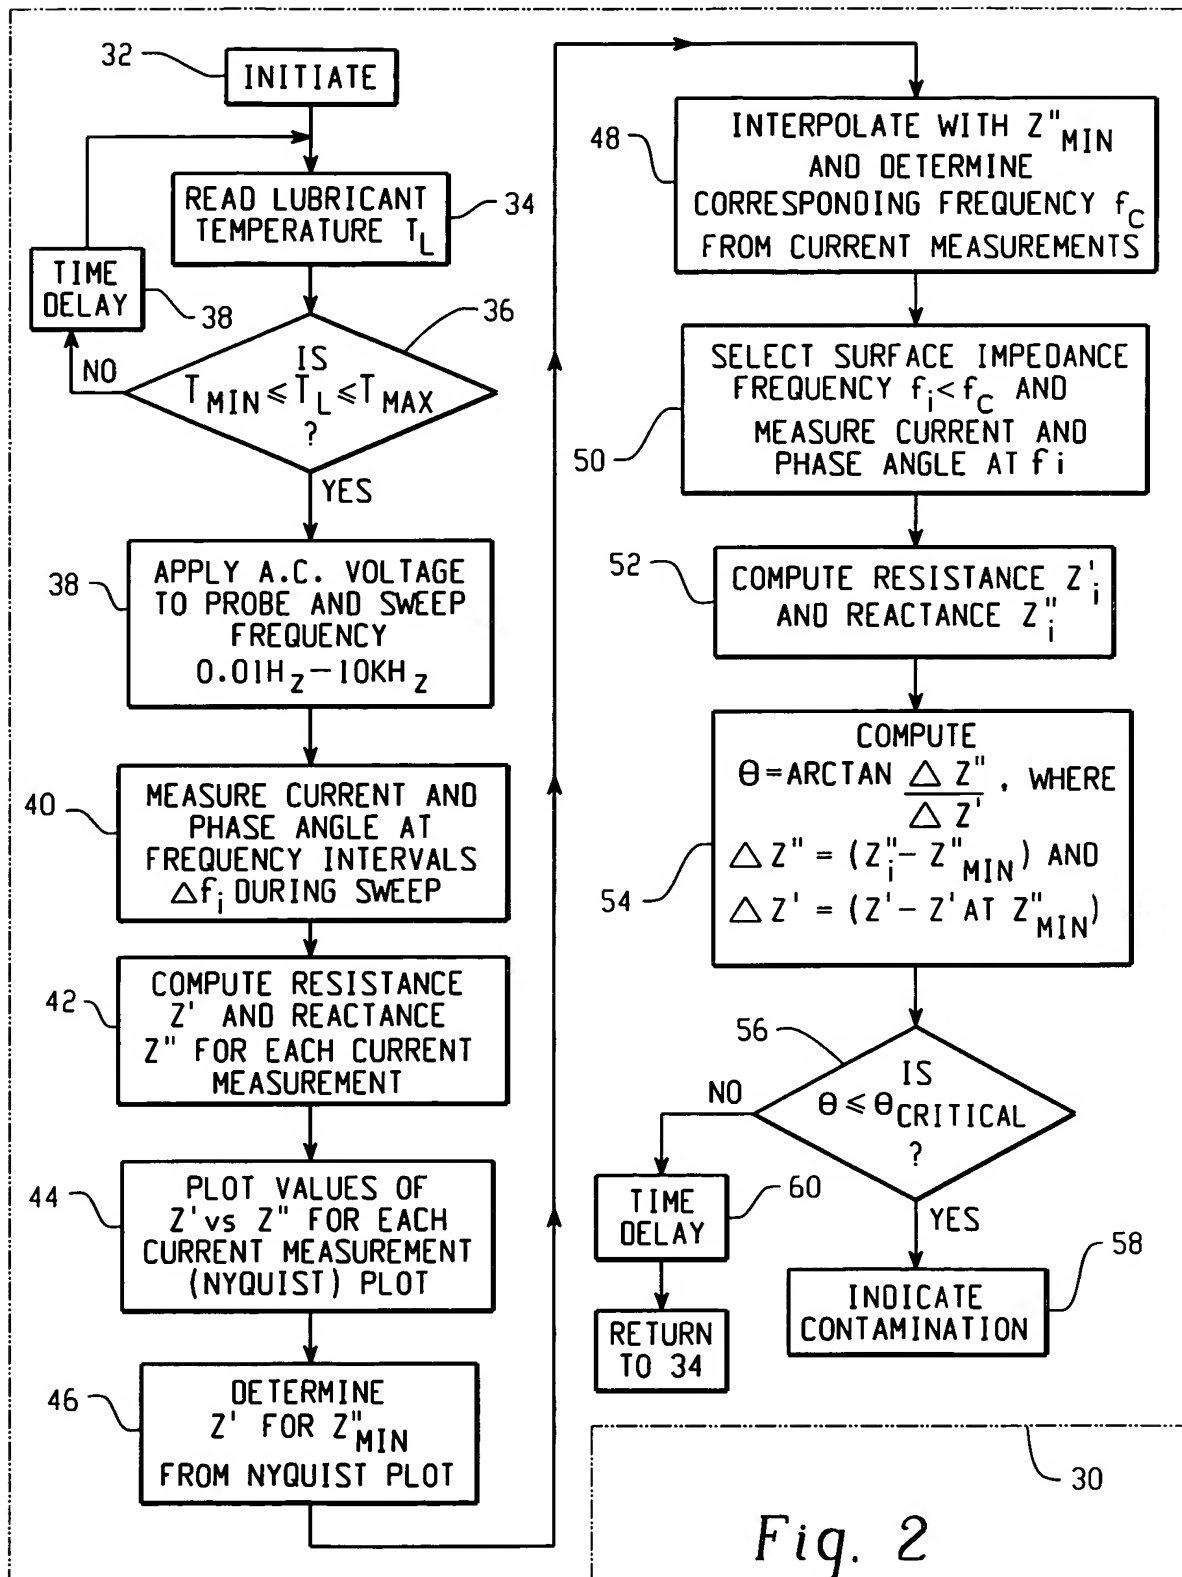 32
INITIATE
READ LUBRICANT
TEMPERATURE T_L
34
TIME
DELAY
38
36
IS
T_MIN ≤ T_L ≤ T_MAX
?
NO
YES
38
APPLY A.C. VOLTAGE
TO PROBE AND SWEEP
FREQUENCY
0.01H_Z – 10KH_Z
40
MEASURE CURRENT AND
PHASE ANGLE AT
FREQUENCY INTERVALS
△f_i DURING SWEEP
42
COMPUTE RESISTANCE
Z' AND REACTANCE
Z" FOR EACH CURRENT
MEASUREMENT
44
PLOT VALUES OF
Z' vs Z" FOR EACH
CURRENT MEASUREMENT
(NYQUIST) PLOT
46
DETERMINE
Z' FOR Z"_MIN
FROM NYQUIST PLOT
48
INTERPOLATE WITH Z"_MIN
AND DETERMINE
CORRESPONDING FREQUENCY f_C
FROM CURRENT MEASUREMENTS
50
SELECT SURFACE IMPEDANCE
FREQUENCY f_i < f_C AND
MEASURE CURRENT AND
PHASE ANGLE AT f i
52
COMPUTE RESISTANCE Z'_i
AND REACTANCE Z"_i
54
COMPUTE
θ = ARCTAN △ Z" / △ Z' , WHERE
△ Z" = (Z"_i – Z"_MIN) AND
△ Z' = (Z' – Z' AT Z"_MIN)
56
IS
θ ≤ θ_CRITICAL
?
NO
YES
60
TIME
DELAY
RETURN
TO 34
58
INDICATE
CONTAMINATION
30
Fig. 2